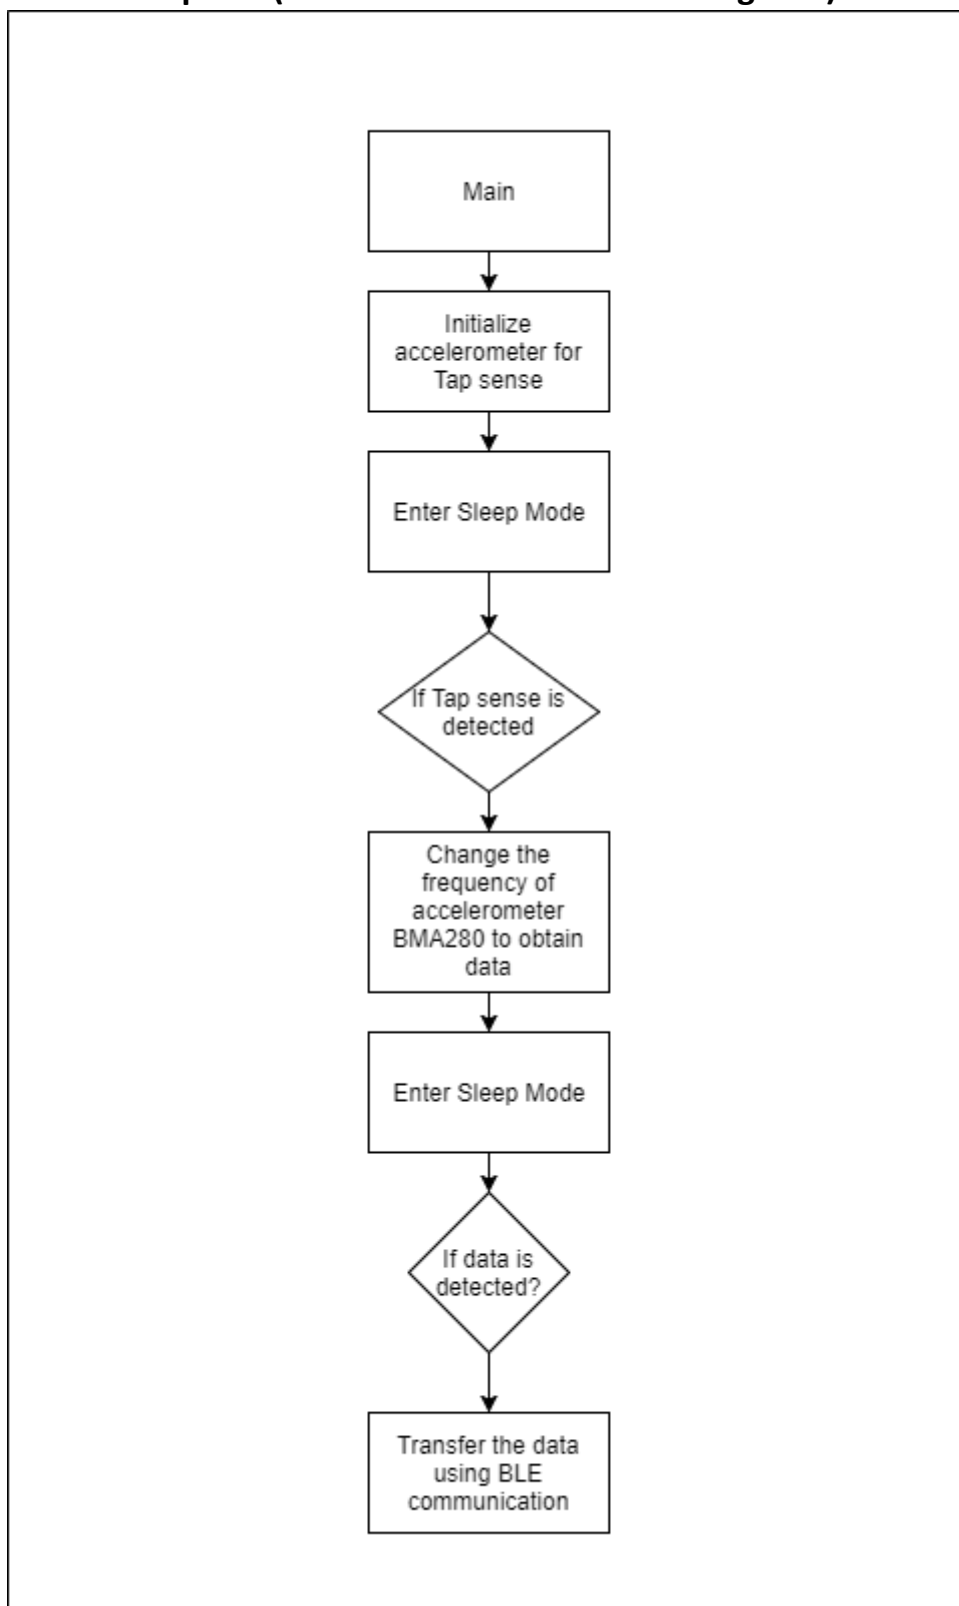 Main
Initialize
accelerometer for
Tap sense
Enter Sleep Mode
If Tap sense is
detected
Change the
frequency of
accelerometer
BMA280 to obtain
data
Enter Sleep Mode
If data is
detected?
Transfer the data
using BLE
communication